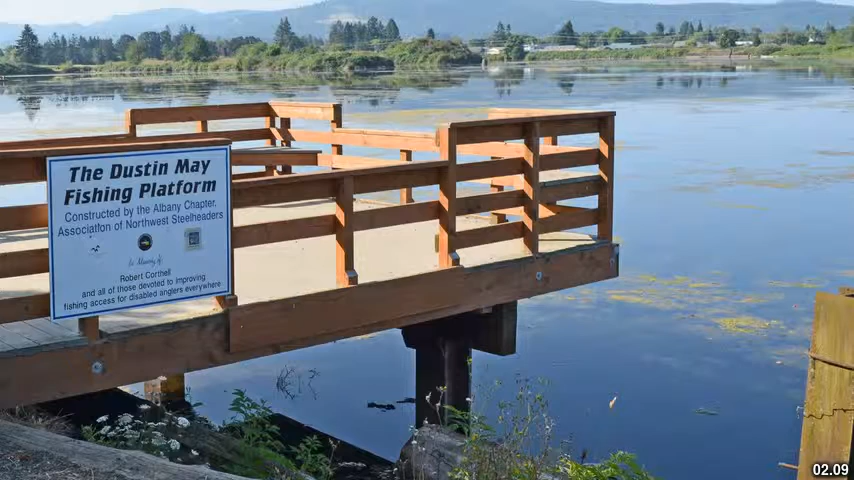 The Dustin May
Fishing Platform
Constructed by the Albany Chapter,
Association of Northwest Steelheaders
In Memory of
Robert Corthell
and all of those devoted to improving
fishing access for disabled anglers everywhere
02.09